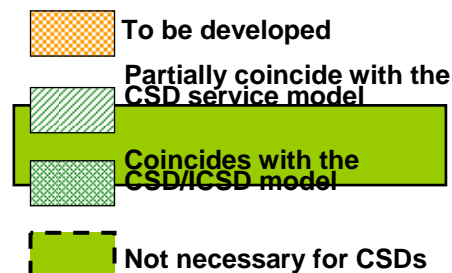 To be developed
Partially coincide with the
CSD service model
Coincides with the
CSD/ICSD model
Not necessary for CSDs